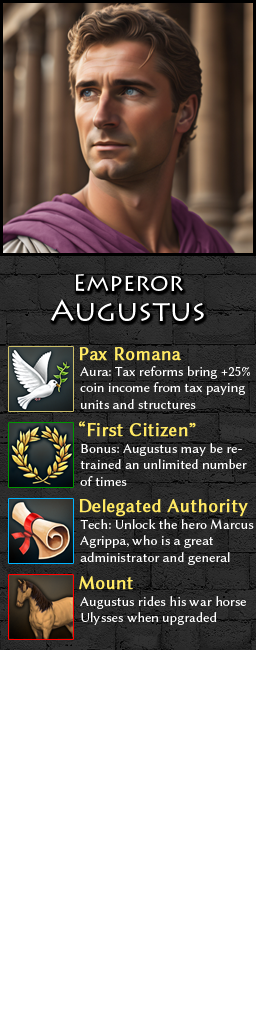 Emperor
Augustus
Pax Romana
Aura: Tax reforms bring +25%
coin income from tax paying
units and structures
“First Citizen”
Bonus: Augustus may be re-
trained an unlimited number
of times
Delegated Authority
Tech: Unlock the hero Marcus
Agrippa, who is a great
administrator and general
Mount
Augustus rides his war horse
Ulysses when upgraded